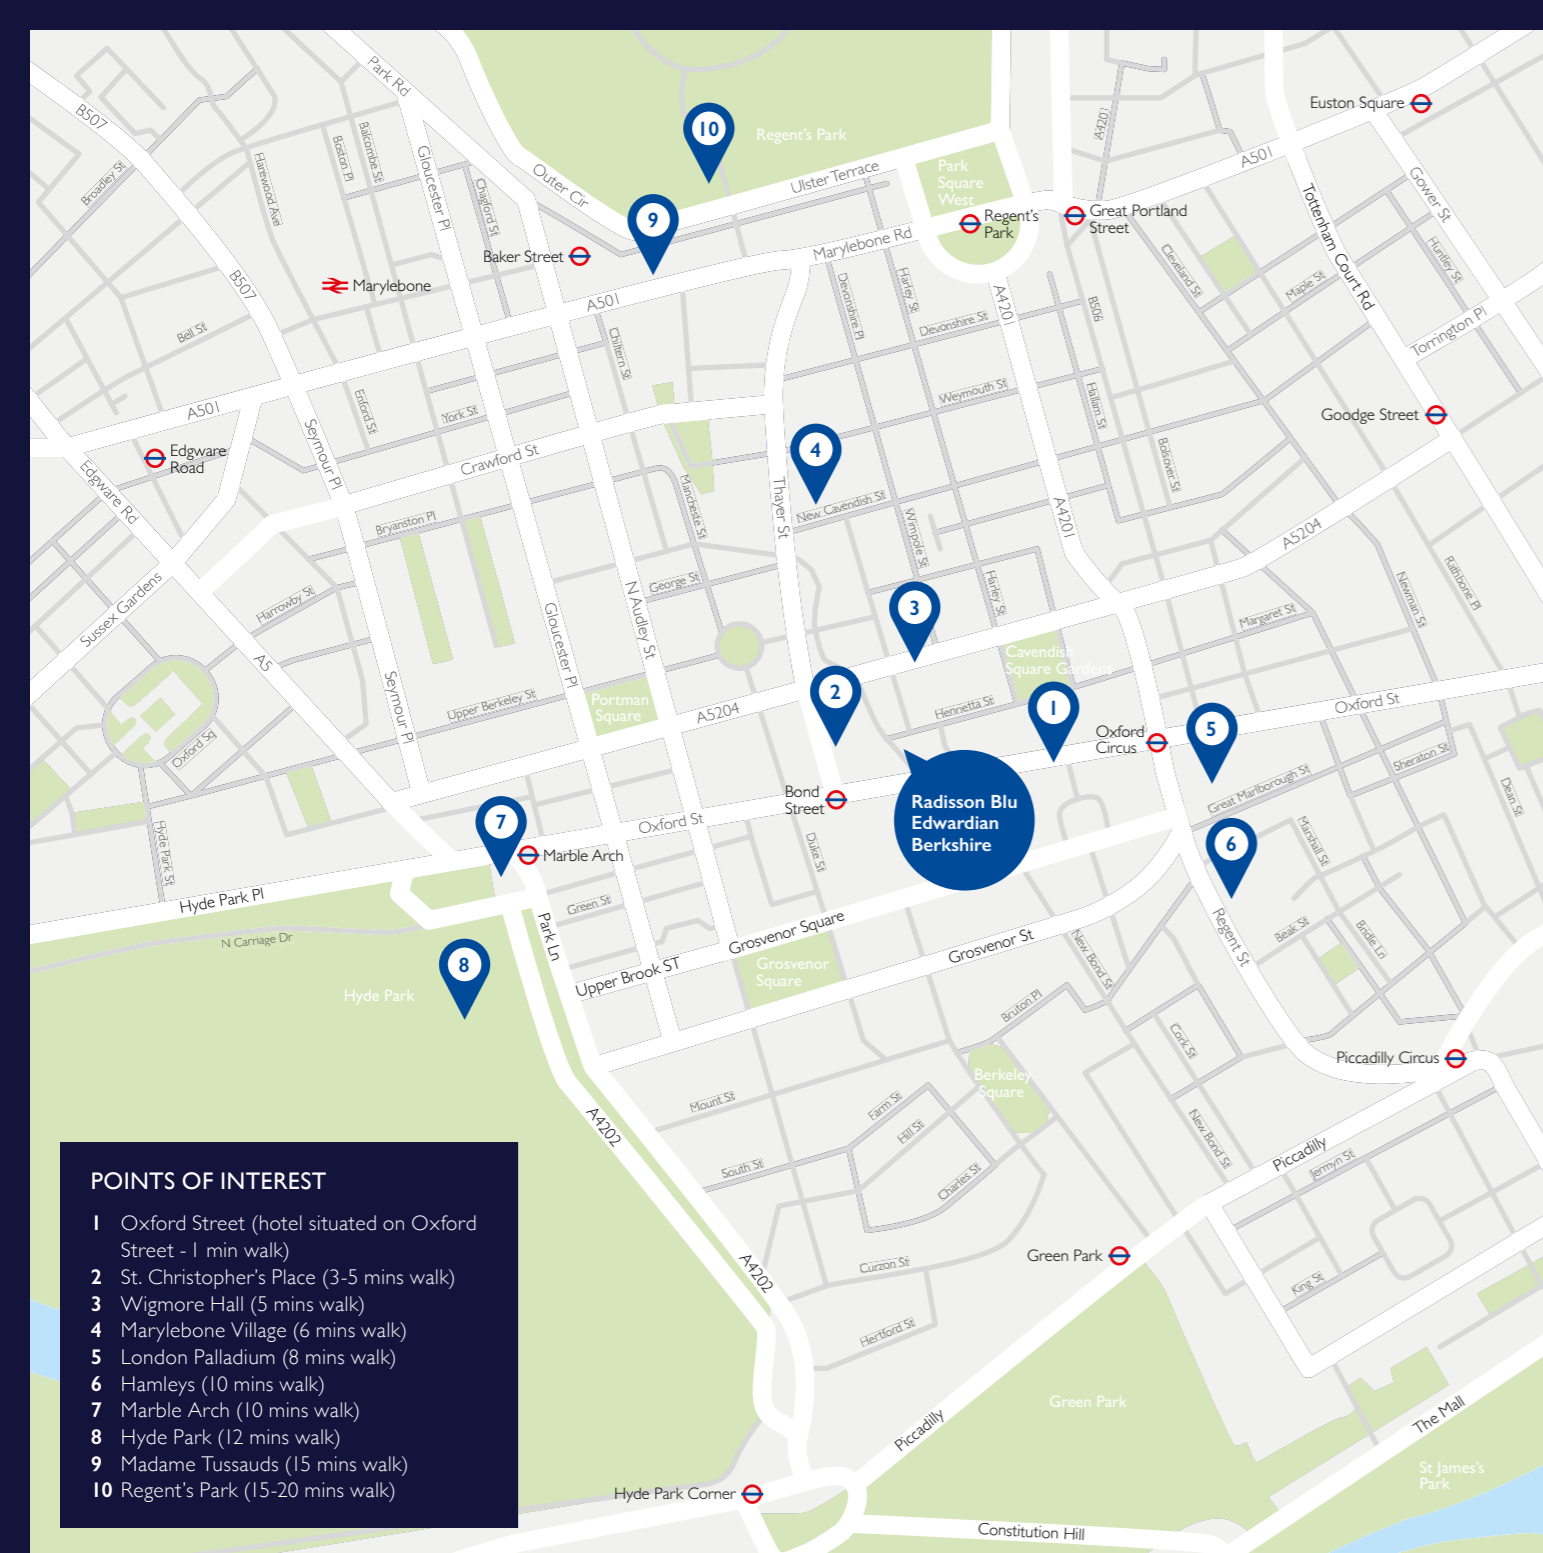 Park Rd
B507
Broadley St
Harewood Ave
Boston Pl
Balcombe St
Gloucester Pl
Chagford St
Outer Cir
10
Regent's Park
Ulster Terrace
Park
Square
West
A4201
Euston Square
A501
Gower St
Tottenham Court Rd
9
Baker Street
Marylebone Rd
Regent's
Park
Great Portland
Street
Cleveland St
Huntley St
Maple St
B507
Marylebone
A501
Bell St
Chiltern St
Devonshire Pl
Harley St
Devonshire St
A4201
B506
Torrington Pl
A501
Enford St
York St
Weymouth St
Hallam St
Goodge Street
Edgware
Road
Seymour Pl
Crawford St
4
Bolsover St
Edgware Rd
Bryanston Pl
Mancheste St
Thayer St
New Cavendish St
Wimpole St
A4201
A5204
Sussex Gardens
Harrowby St
George St
N Audley St
Gloucester Pl
Harley St
3
Margaret St
Newman St
Rathbone Pl
A5
Seymour Pl
Upper Berkeley St
Portman
Square
A5204
2
Cavendish
Square Gardens
Henrietta St
1
Oxford
Circus
5
Oxford St
Oxford Sq
Sheraton St
Dean St
Great Marlborough St
Bond
Street
Radisson Blu
Edwardian
Berkshire
Oxford St
Duke St
7
Marble Arch
Hyde Park St
Marshall St
6
Hyde Park Pl
Green St
Park Ln
N Carriage Dr
Grosvenor Square
Grosvenor St
New Bond St
Regent St
Beak St
Bridle Ln
8
Hyde Park
Upper Brook ST
Grosvenor
Square
Bruton Pl
Cork St
Piccadilly Circus
Berkeley
Square
Mount St
Farm St
Hill St
A4202
New Bond St
Piccadilly
Jermyn St
South St
Charles St
Green Park
Curzon St
A4202
King St
Hertford St
Green Park
Piccadilly
The Mall
St James's
Park
Hyde Park Corner
Constitution Hill
POINTS OF INTEREST
1 Oxford Street (hotel situated on Oxford
Street - 1 min walk)
2 St. Christopher's Place (3-5 mins walk)
3 Wigmore Hall (5 mins walk)
4 Marylebone Village (6 mins walk)
5 London Palladium (8 mins walk)
6 Hamleys (10 mins walk)
7 Marble Arch (10 mins walk)
8 Hyde Park (12 mins walk)
9 Madame Tussauds (15 mins walk)
10 Regent's Park (15-20 mins walk)